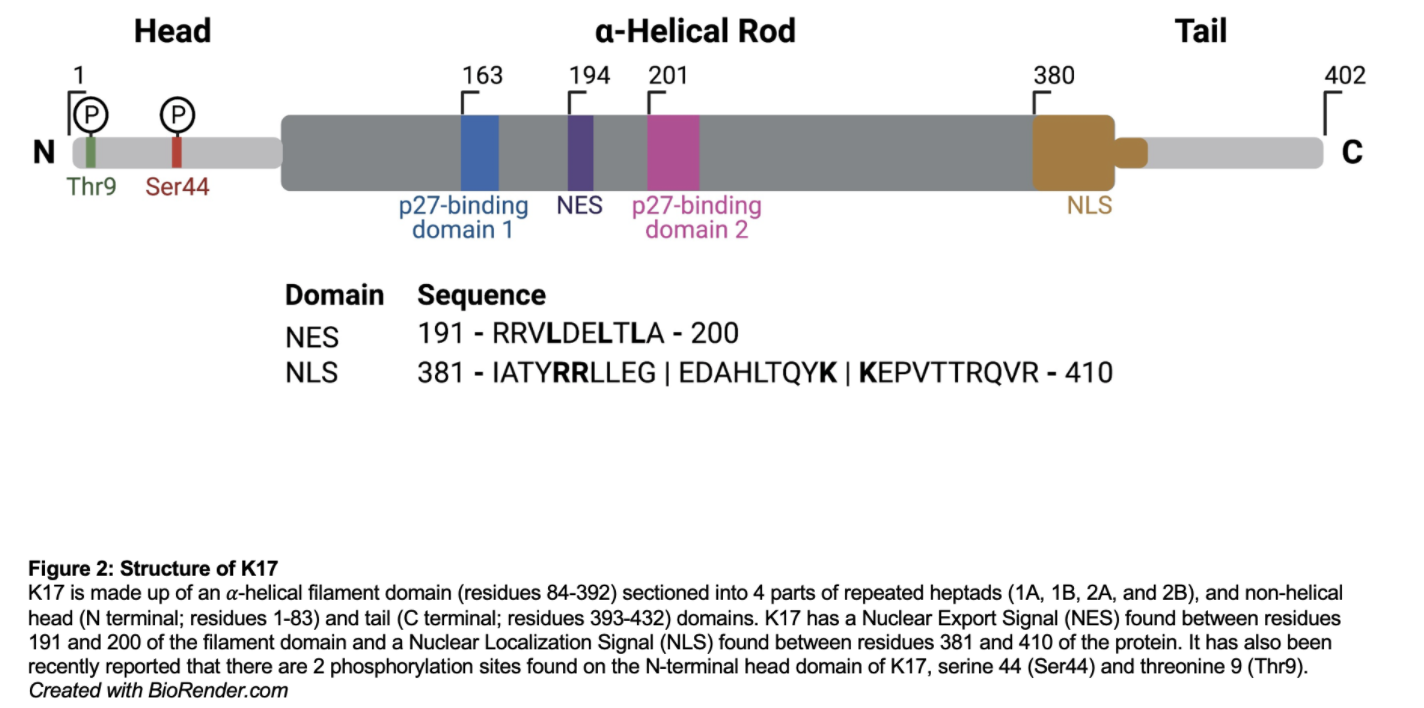 Head α-Helical Rod Tail
1 163 194 201 380 402
P P
N C
Thr9 Ser44
p27-binding domain 1 NES p27-binding domain 2 NLS
Domain Sequence
NES 191 - RRVLDELTLA - 200
NLS 381 - IATYRRLLEG | EDAHLTQYK | KEPVTTRQVR - 410
Figure 2: Structure of K17
K17 is made up of an α-helical filament domain (residues 84-392) sectioned into 4 parts of repeated heptads (1A, 1B, 2A, and 2B), and non-helical
head (N terminal; residues 1-83) and tail (C terminal; residues 393-432) domains. K17 has a Nuclear Export Signal (NES) found between residues
191 and 200 of the filament domain and a Nuclear Localization Signal (NLS) found between residues 381 and 410 of the protein. It has also been
recently reported that there are 2 phosphorylation sites found on the N-terminal head domain of K17, serine 44 (Ser44) and threonine 9 (Thr9).
Created with BioRender.com